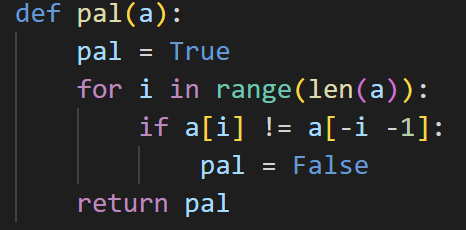 def pal(a):
    pal = True
    for i in range(len(a)):
        if a[i] != a[-i -1]:
            pal = False
    return pal